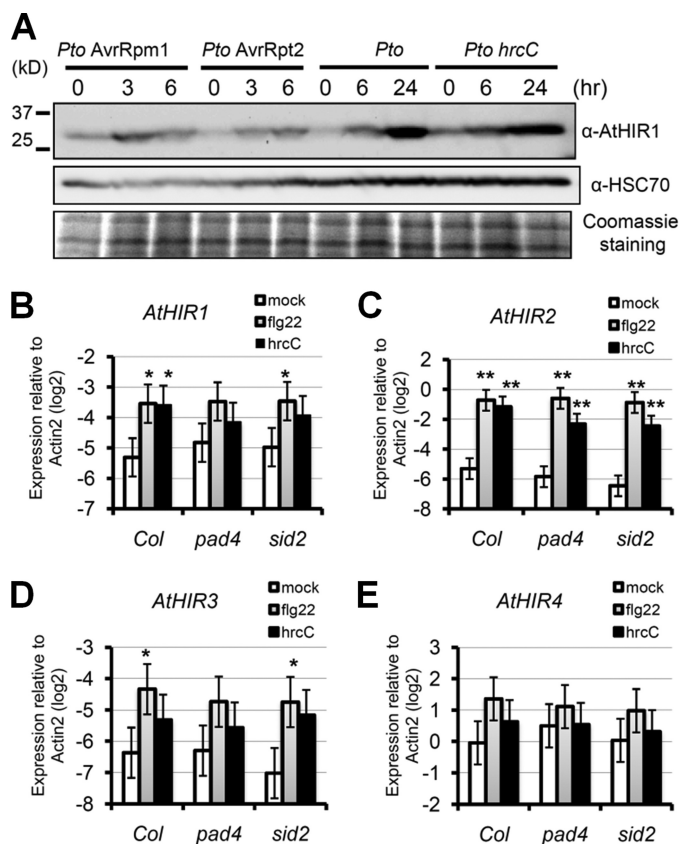 A
Pto AvrRpm1 Pto AvrRpt2 Pto Pto hrcC
(kD) 0 3 6 0 3 6 0 6 24 0 6 24 (hr)
37
25
α-AtHIR1
α-HSC70
Coomassie
staining
B
AtHIR1
mock
flg22
hrcC
Expression relative to
Actin2 (log2)
-2
-3
-4
-5
-6
-7
* * *
Col pad4 sid2
C
AtHIR2
mock
flg22
hrcC
Expression relative to
Actin2 (log2)
2
0
-2
-4
-6
-8
** ** ** ** ** **
Col pad4 sid2
D
AtHIR3
mock
flg22
hrcC
Expression relative to
Actin2 (log2)
-3
-4
-5
-6
-7
-8
* *
Col pad4 sid2
E
AtHIR4
mock
flg22
hrcC
Expression relative to
Actin2 (log2)
3
2
1
0
-1
-2
Col pad4 sid2